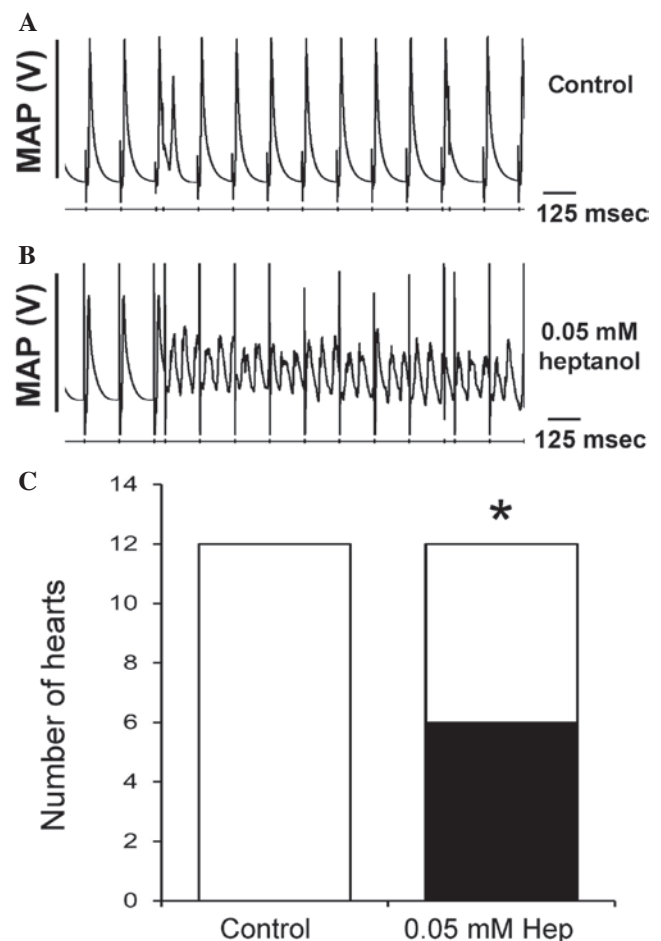 A
MAP (V)
Control
125 msec
B
MAP (V)
0.05 mM
heptanol
125 msec
C
14
12
10
8
6
4
2
0
Number of hearts
*
Control
0.05 mM Hep